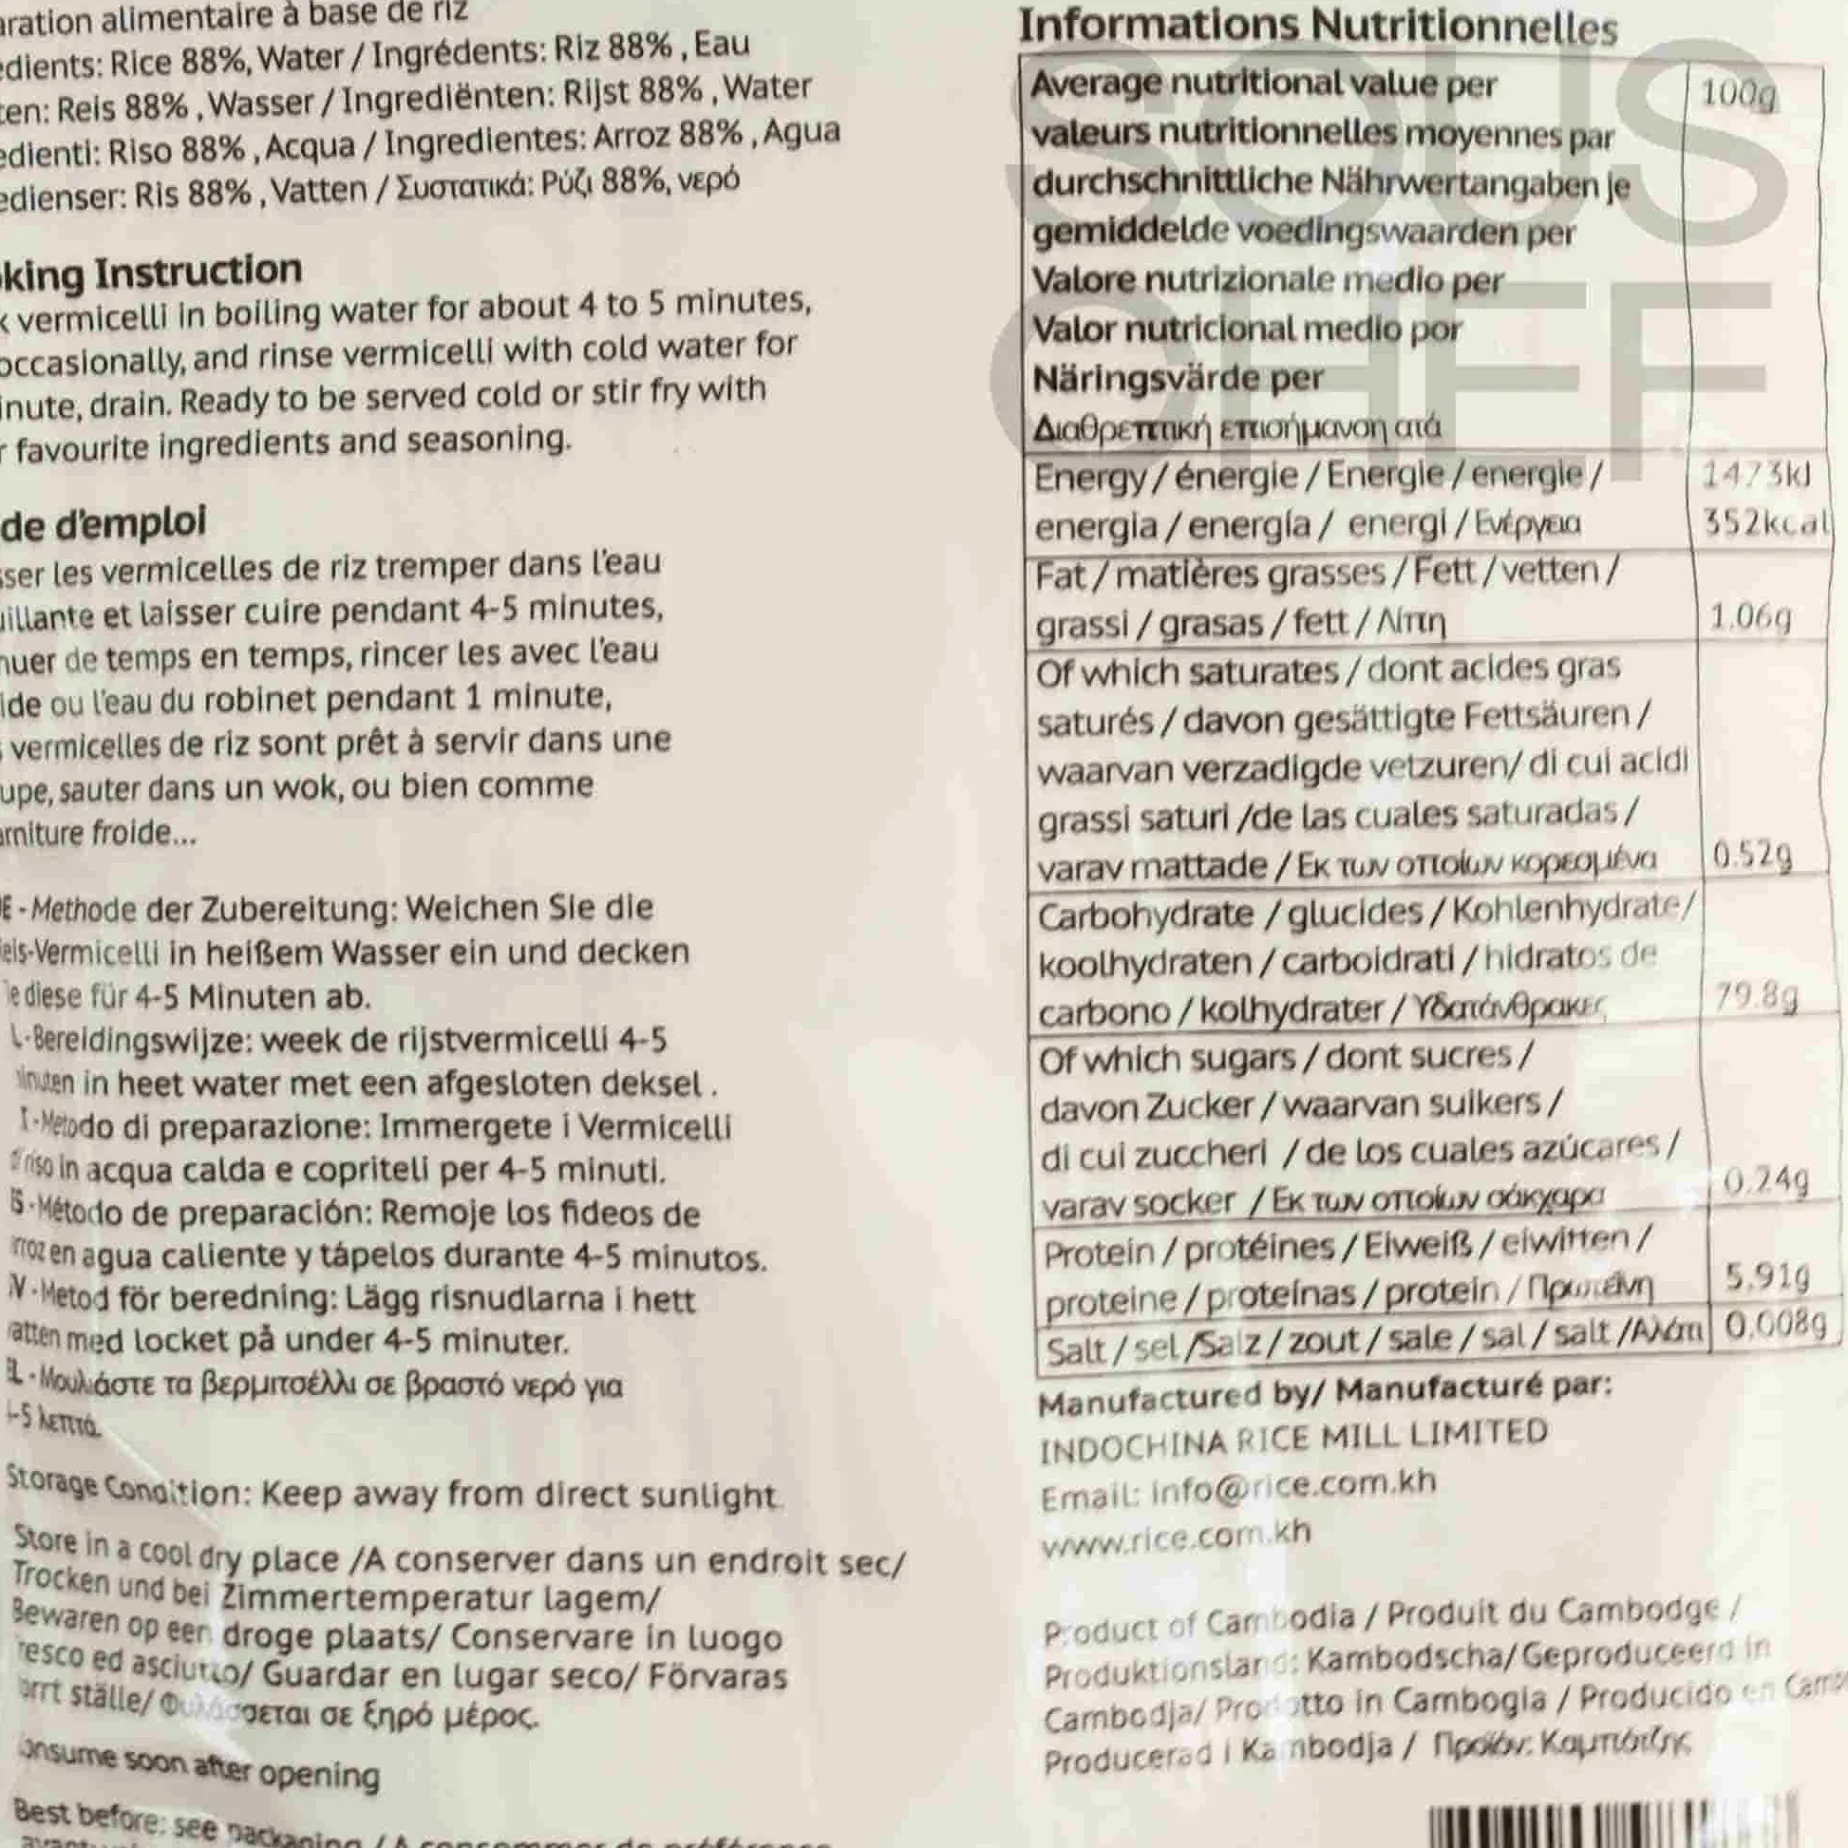 aration alimentaire à base de riz
edients: Rice 88%, Water / Ingrédents: Riz 88% , Eau
ten: Reis 88% , Wasser / Ingrediënten: Rijst 88% , Water
edienti: Riso 88% , Acqua / Ingredientes: Arroz 88% , Agua
edienser: Ris 88% , Vatten / Συστατικά: Ρύζι 88%, νερό
king Instruction
k vermicelli in boiling water for about 4 to 5 minutes,
occasionally, and rinse vermicelli with cold water for
inute, drain. Ready to be served cold or stir fry with
r favourite ingredients and seasoning.
de d'emploi
sser les vermicelles de riz tremper dans l'eau
uillante et laisser cuire pendant 4-5 minutes,
nuer de temps en temps, rincer les avec l'eau
ide ou l'eau du robinet pendant 1 minute,
s vermicelles de riz sont prêt à servir dans une
upe, sauter dans un wok, ou bien comme
arniture froide...
E - Methode der Zubereitung: Weichen Sie die
eis-Vermicelli in heißem Wasser ein und decken
ie diese für 4-5 Minuten ab.
L - Bereidingswijze: week de rijstvermicelli 4-5
minuten in heet water met een afgesloten deksel .
I - Metodo di preparazione: Immergete i Vermicelli
di riso in acqua calda e copriteli per 4-5 minuti.
S - Método de preparación: Remoje los fideos de
rroz en agua caliente y tápelos durante 4-5 minutos.
V - Metod för beredning: Lägg risnudlarna i hett
atten med locket på under 4-5 minuter.
EL - Μουλιάστε τα βερμιτσέλλι σε βραστό νερό για
4-5 λεπτά.
Storage Condition: Keep away from direct sunlight.
Store in a cool dry place /A conserver dans un endroit sec/
Trocken und bei Zimmertemperatur lagem/
Bewaren op een droge plaats/ Conservare in luogo
resco ed asciutto/ Guardar en lugar seco/ Förvaras
orrt ställe/ Φυλάσσεται σε ξηρό μέρος.
onsume soon after opening
Best before: see packaging / A consommer de préférence
Informations Nutritionnelles
SOUS
CHEF
Average nutritional value per 100g
valeurs nutritionnelles moyennes par
durchschnittliche Nährwertangaben je
gemiddelde voedingswaarden per
Valore nutrizionale medio per
Valor nutricional medio por
Näringsvärde per
Διαθρεπτική επισήμανση ατά
Energy / énergie / Energie / energie / 1473kJ
energia / energía / energi / Ενέργεια 352kcal
Fat / matières grasses / Fett / vetten /
grassi / grasas / fett / Λίπη 1.06g
Of which saturates / dont acides gras
saturés / davon gesättigte Fettsäuren /
waarvan verzadigde vetzuren/ di cui acidi
grassi saturi /de las cuales saturadas /
varav mattade / Εκ των οποίων κορεσμένα 0.52g
Carbohydrate / glucides / Kohlenhydrate/
koolhydraten / carboidrati / hidratos de
carbono / kolhydrater / Υδατάνθρακες 79.8g
Of which sugars / dont sucres /
davon Zucker / waarvan suikers /
di cui zuccheri / de los cuales azúcares /
varav socker / Εκ των οποίων σάκχαρα 0.24g
Protein / protéines / Eiweiß / eiwitten /
proteine / proteínas / protein / Πρωτεΐνη 5.91g
Salt / sel /Salz / zout / sale / sal / salt /Αλάτι 0.008g
Manufactured by/ Manufacturé par:
INDOCHINA RICE MILL LIMITED
Email: info@rice.com.kh
www.rice.com.kh
Product of Cambodia / Produit du Cambodge /
Produktionsland: Kambodscha/ Geproduceerd in
Cambodja/ Prodotto in Cambogia / Producido en Camb
Producerad i Kambodja / Προϊόν: Καμπότζης